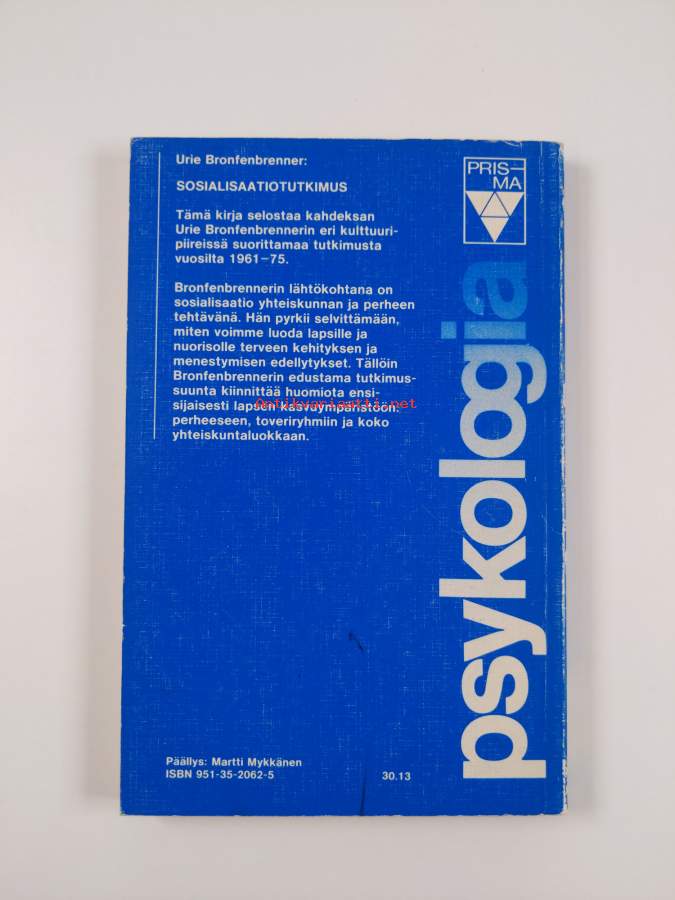 Urie Bronfenbrenner:
SOSIALISAATIOTUTKIMUS
Tämä kirja selostaa kahdeksan
Urie Bronfenbrennerin eri kulttuuri-
piireissä suorittamaa tutkimusta
vuosilta 1961–75.
Bronfenbrennerin lähtökohtana on
sosialisaatio yhteiskunnan ja perheen
tehtävänä. Hän pyrkii selvittämään,
miten voimme luoda lapsille ja
nuorisolle terveen kehityksen ja
menestymisen edellytykset. Tällöin
Bronfenbrennerin edustama tutkimus-
suunta kiinnittää huomiota ensi-
sijaisesti lapsen kasvuympäristöön:
perheeseen, toveriryhmiin ja koko
yhteiskuntaluokkaan.
Antikvariaatti.net
PRIS-
MA
psykologia
Päällys: Martti Mykkänen
ISBN 951-35-2062-5
30.13